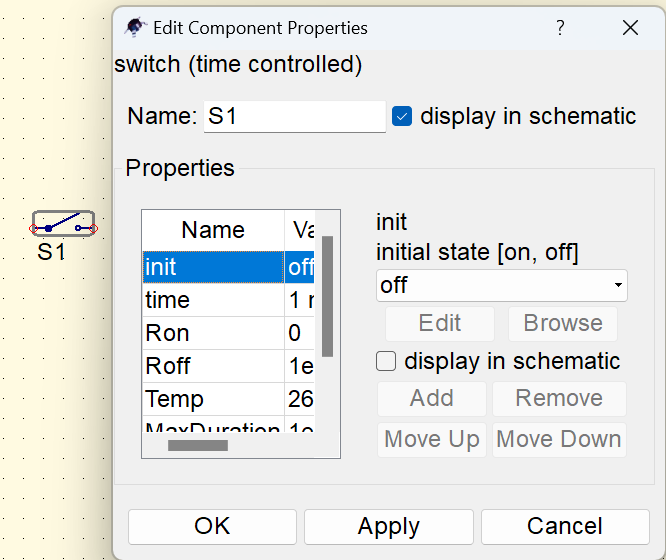 Edit Component Properties ?
switch (time controlled)
Name: S1 display in schematic
Properties
Name
init off
time 1
Ron 0
Roff 1e
Temp 26
MaxDuration
init
initial state [on, off]
off
Edit Browse
display in schematic
Add Remove
Move Up Move Down
OK Apply Cancel
S1